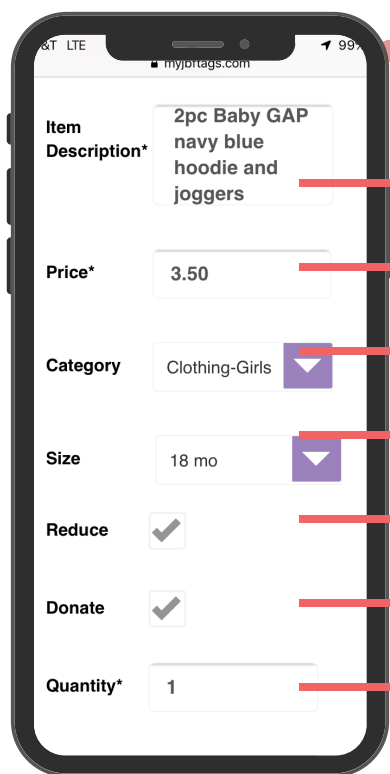 &T LTE 99%
myjbftags.com
Item Description*
2pc Baby GAP
navy blue
hoodie and
joggers
Price*
3.50
Category
Clothing-Girls
Size
18 mo
Reduce
Donate
Quantity*
1